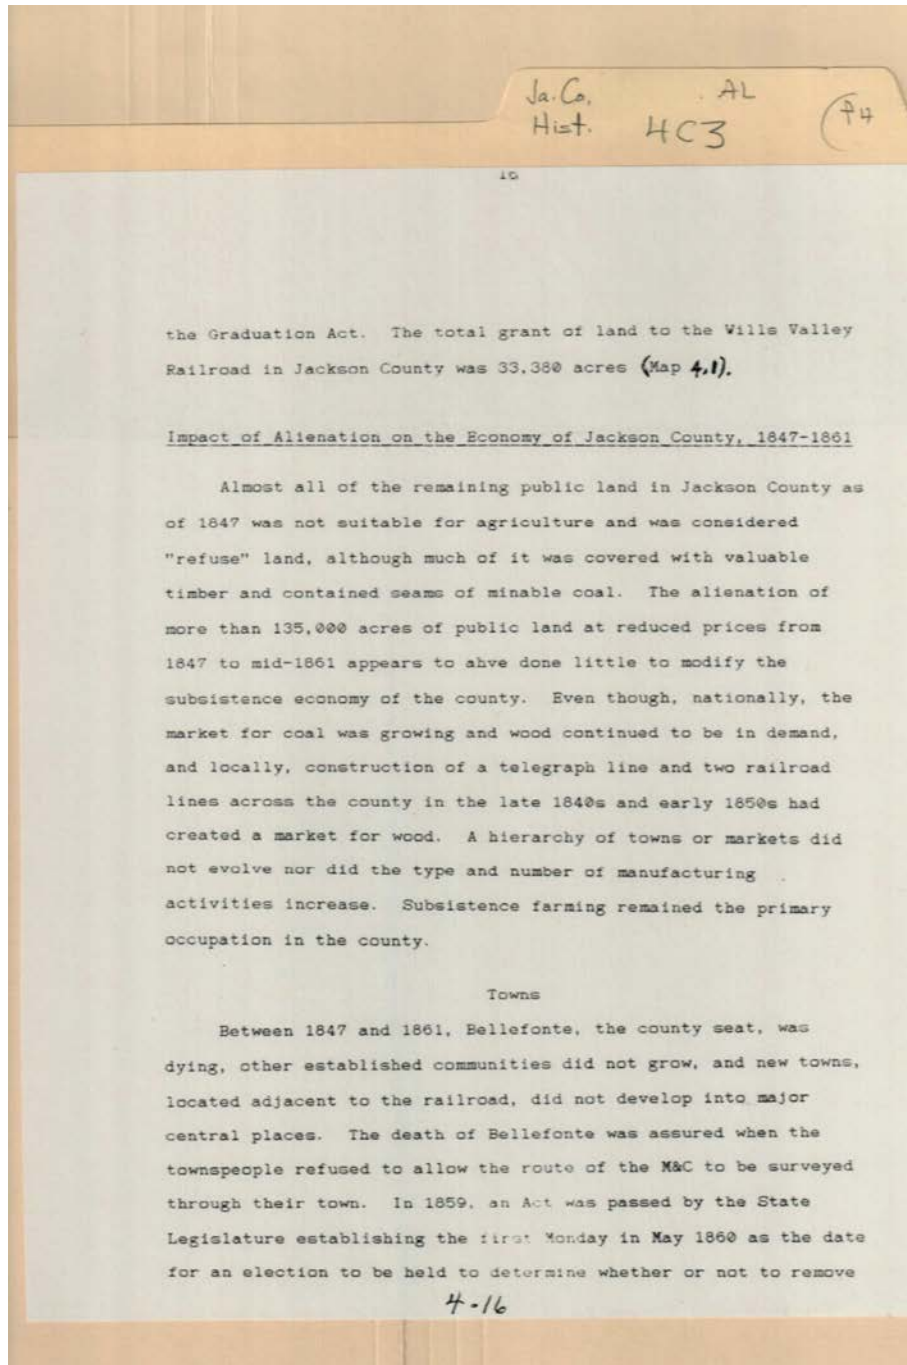 Ja.Co. AL
Hist. 4C3 P4
16
the Graduation Act. The total grant of land to the Wills Valley
Railroad in Jackson County was 33,380 acres (Map 4.1).
Impact of Alienation on the Economy of Jackson County, 1847-1861
Almost all of the remaining public land in Jackson County as
of 1847 was not suitable for agriculture and was considered
"refuse" land, although much of it was covered with valuable
timber and contained seams of minable coal. The alienation of
more than 135,000 acres of public land at reduced prices from
1847 to mid-1861 appears to ahve done little to modify the
subsistence economy of the county. Even though, nationally, the
market for coal was growing and wood continued to be in demand,
and locally, construction of a telegraph line and two railroad
lines across the county in the late 1840s and early 1850s had
created a market for wood. A hierarchy of towns or markets did
not evolve nor did the type and number of manufacturing
activities increase. Subsistence farming remained the primary
occupation in the county.
Towns
Between 1847 and 1861, Bellefonte, the county seat, was
dying, other established communities did not grow, and new towns,
located adjacent to the railroad, did not develop into major
central places. The death of Bellefonte was assured when the
townspeople refused to allow the route of the M&C to be surveyed
through their town. In 1859, an Act was passed by the State
Legislature establishing the first Monday in May 1860 as the date
for an election to be held to determine whether or not to remove
4-16